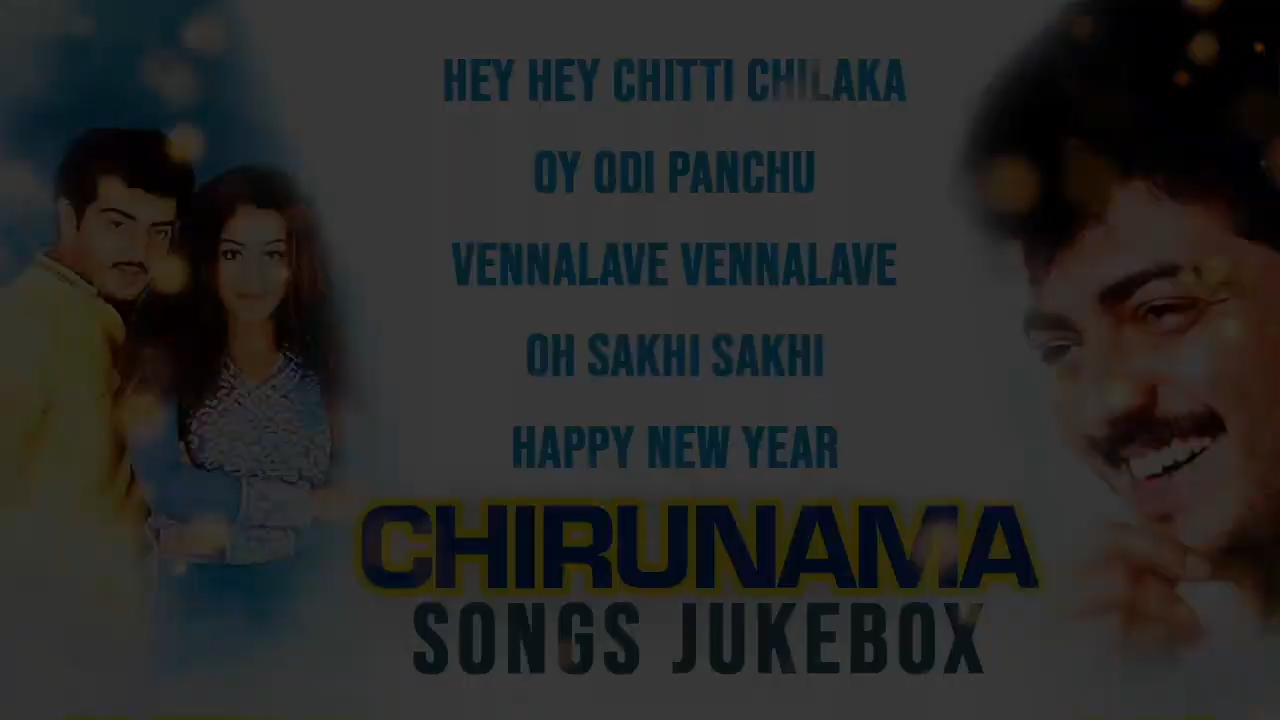 HEY HEY CHITTI CHILAKA
OY ODI PANCHU
VENNALAVE VENNALAVE
OH SAKHI SAKHI
HAPPY NEW YEAR
CHIRUNAMA
SONGS JUKEBOX